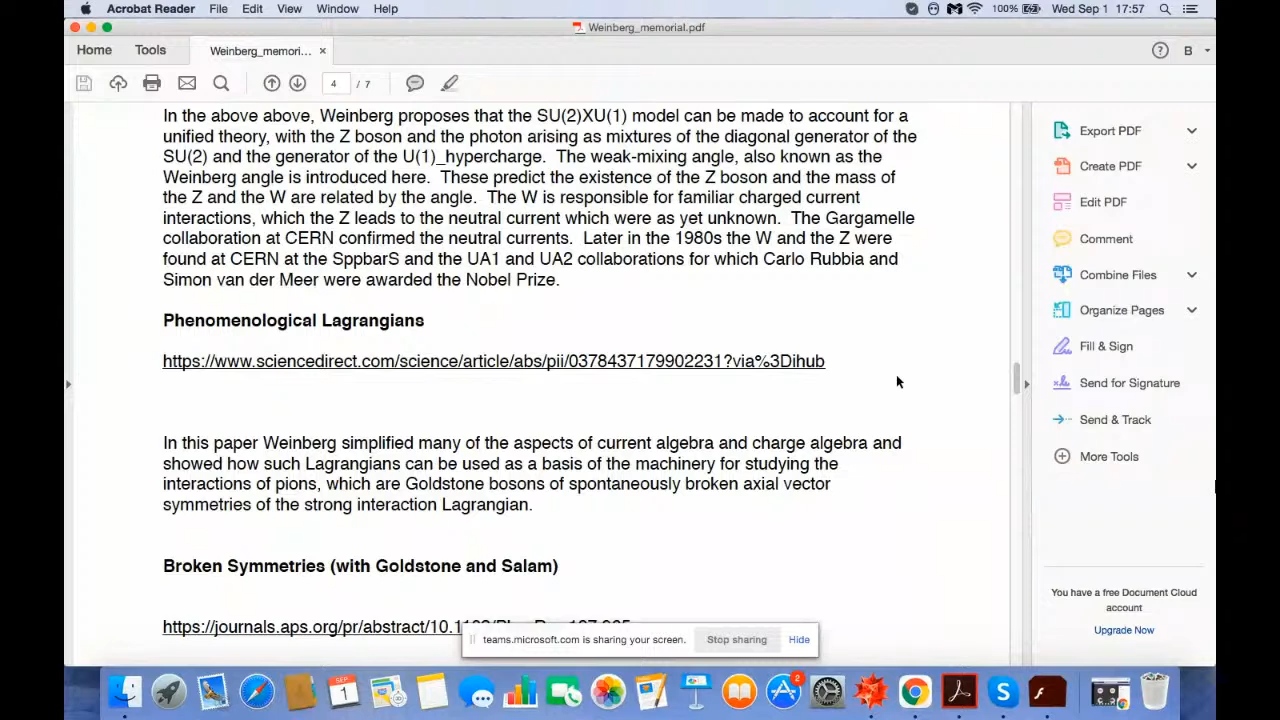 Acrobat Reader File Edit View Window Help 100% Wed Sep 1 17:57
Weinberg_memorial.pdf
Home Tools Weinberg_memori... × B
4 / 7
In the above above, Weinberg proposes that the SU(2)XU(1) model can be made to account for a
unified theory, with the Z boson and the photon arising as mixtures of the diagonal generator of the
SU(2) and the generator of the U(1)_hypercharge. The weak-mixing angle, also known as the
Weinberg angle is introduced here. These predict the existence of the Z boson and the mass of
the Z and the W are related by the angle. The W is responsible for familiar charged current
interactions, which the Z leads to the neutral current which were as yet unknown. The Gargamelle
collaboration at CERN confirmed the neutral currents. Later in the 1980s the W and the Z were
found at CERN at the SppbarS and the UA1 and UA2 collaborations for which Carlo Rubbia and
Simon van der Meer were awarded the Nobel Prize.
Phenomenological Lagrangians
https://www.sciencedirect.com/science/article/abs/pii/0378437179902231?via%3Dihub
In this paper Weinberg simplified many of the aspects of current algebra and charge algebra and
showed how such Lagrangians can be used as a basis of the machinery for studying the
interactions of pions, which are Goldstone bosons of spontaneously broken axial vector
symmetries of the strong interaction Lagrangian.
Broken Symmetries (with Goldstone and Salam)
https://journals.aps.org/pr/abstract/10.1
teams.microsoft.com is sharing your screen. Stop sharing Hide
Export PDF
Create PDF
Edit PDF
Comment
Combine Files
Organize Pages
Fill & Sign
Send for Signature
Send & Track
More Tools
You have a free Document Cloud
account
Upgrade Now
SEP
1
2